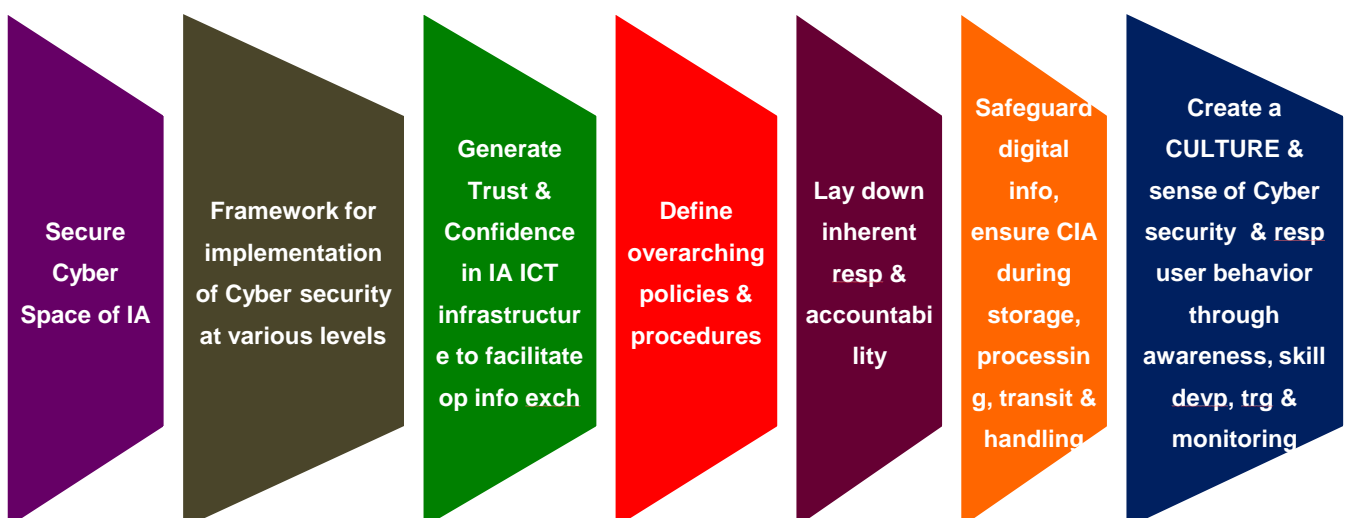 Secure
Cyber
Space of IA
Framework for
implementation
of Cyber security
at various levels
Generate
Trust &
Confidence
in IA ICT
infrastructur
e to facilitate
op info exch
Define
overarching
policies &
procedures
Lay down
inherent
resp &
accountabi
lity
Safeguard
digital
info,
ensure CIA
during
storage,
processin
g, transit &
handling
Create a
CULTURE &
sense of Cyber
security & resp
user behavior
through
awareness, skill
devp, trg &
monitoring